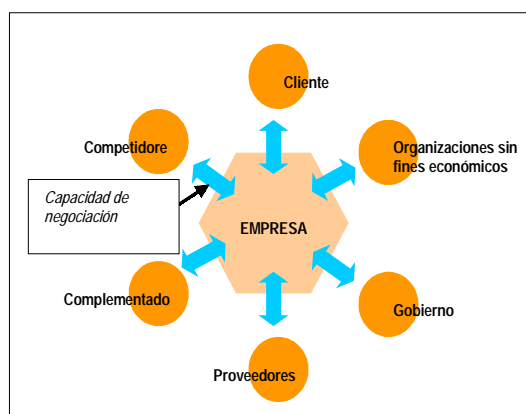 Cliente
Competidore
Organizaciones sin
fines económicos
Capacidad de
negociación
EMPRESA
Complementado
Gobierno
Proveedores